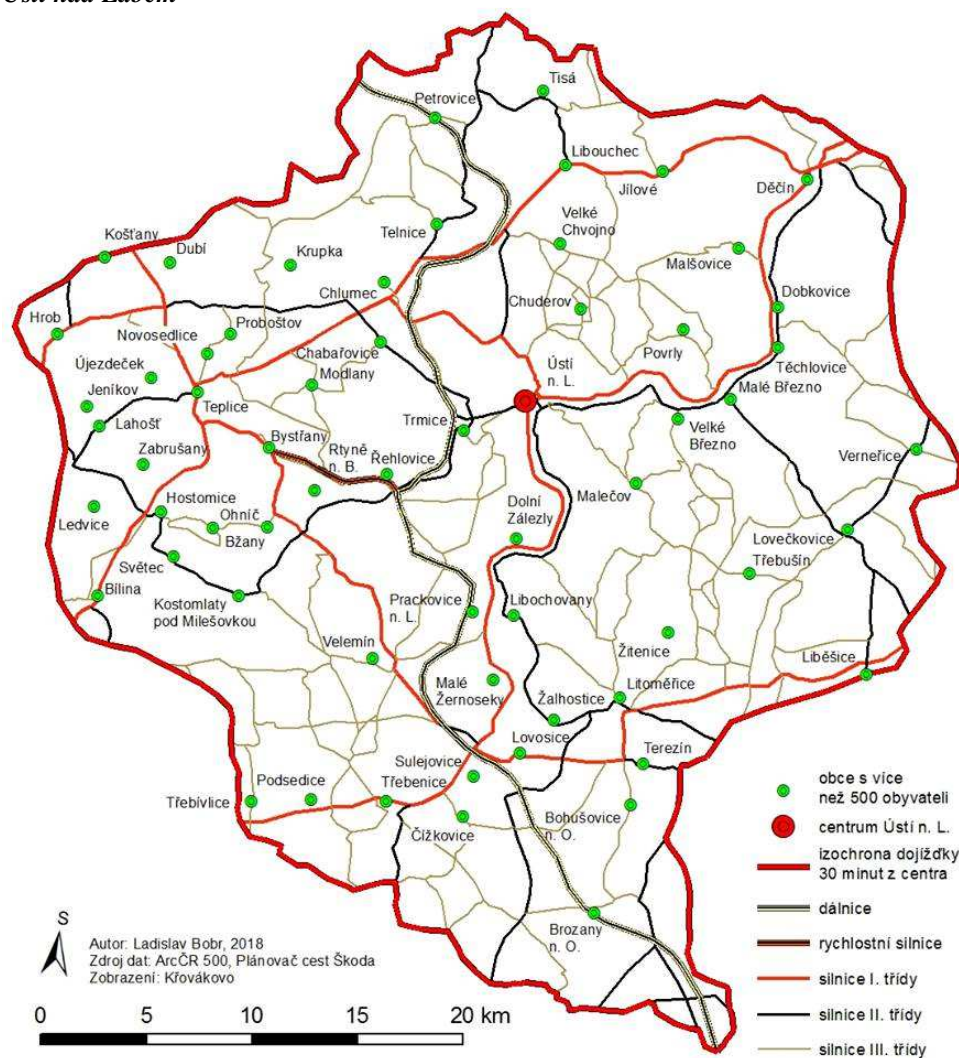 Ústí nad Labem
Tisá
Petrovice
Libouchec
Jílové
Děčín
Velké
Chvojno
Telnice
Košťany
Dubí
Krupka
Malšovice
Chlumec
Chuderov
Dobkovice
Hrob
Novosedlice
Proboštov
Povrly
Chabařovice
Modlany
Ústí
n. L.
Těchlovice
Újezdeček
Jeníkov
Malé Březno
Teplice
Lahošť
Trmice
Velké
Březno
Bystřany
Rtyně
n. B.
Řehlovice
Zabrušany
Verneřice
Malečov
Hostomice
Ohníč
Dolní
Zálezly
Ledvice
Bžany
Lovečkovice
Světec
Třebušín
Bílina
Prackovice
n. L.
Libochovany
Kostomlaty
pod Milešovkou
Velemín
Žitenice
Liběšice
Malé
Žernoseky
Litoměřice
Žalhostice
Lovosice
Terezín
Sulejovice
Třebenice
Podsedice
Třebívlice
Čížkovice
Bohušovice
n. O.
Brozany
n. O.
obce s více
než 500 obyvateli
centrum Ústí n. L.
izochrona dojížďky
30 minut z centra
dálnice
rychlostní silnice
silnice I. třídy
silnice II. třídy
silnice III. třídy
S
Autor: Ladislav Bobr, 2018
Zdroj dat: ArcČR 500, Plánovač cest Škoda
Zobrazení: Křovákovo
0 5 10 15 20 km